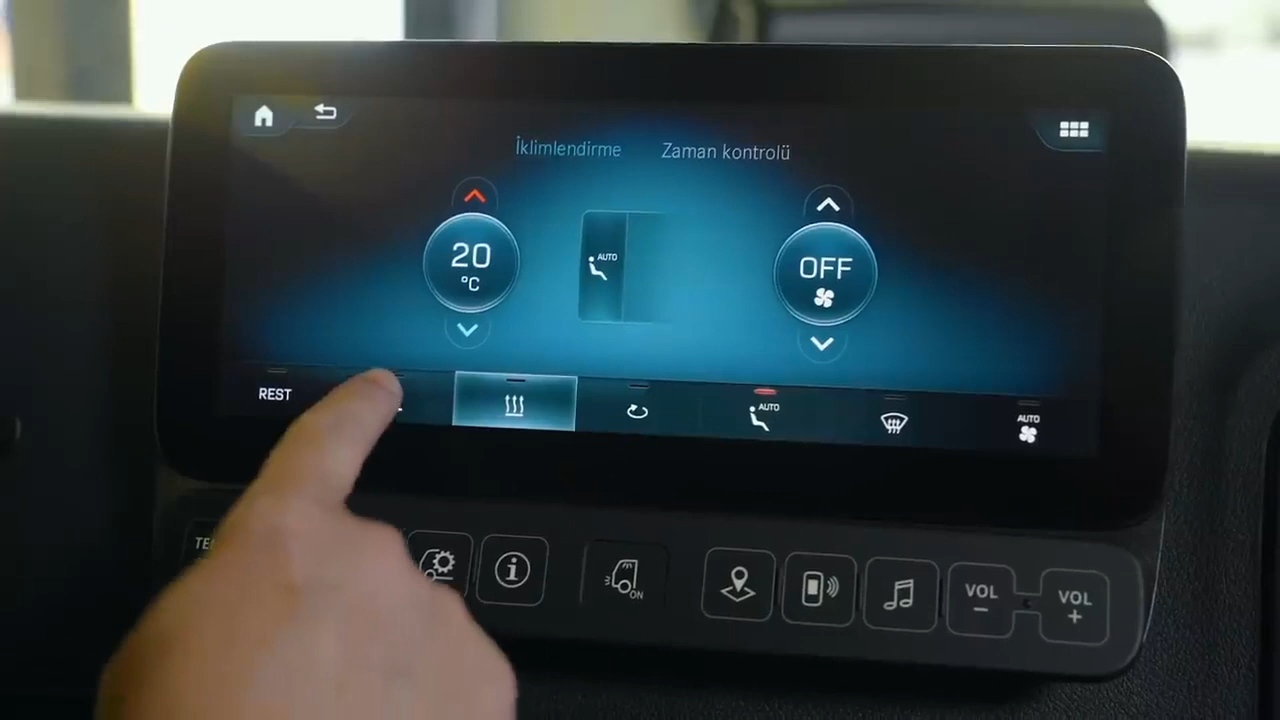 İklimlendirme Zaman kontrolü
20 °C
AUTO
OFF
REST
AUTO
AUTO
ON
VOL −
VOL +